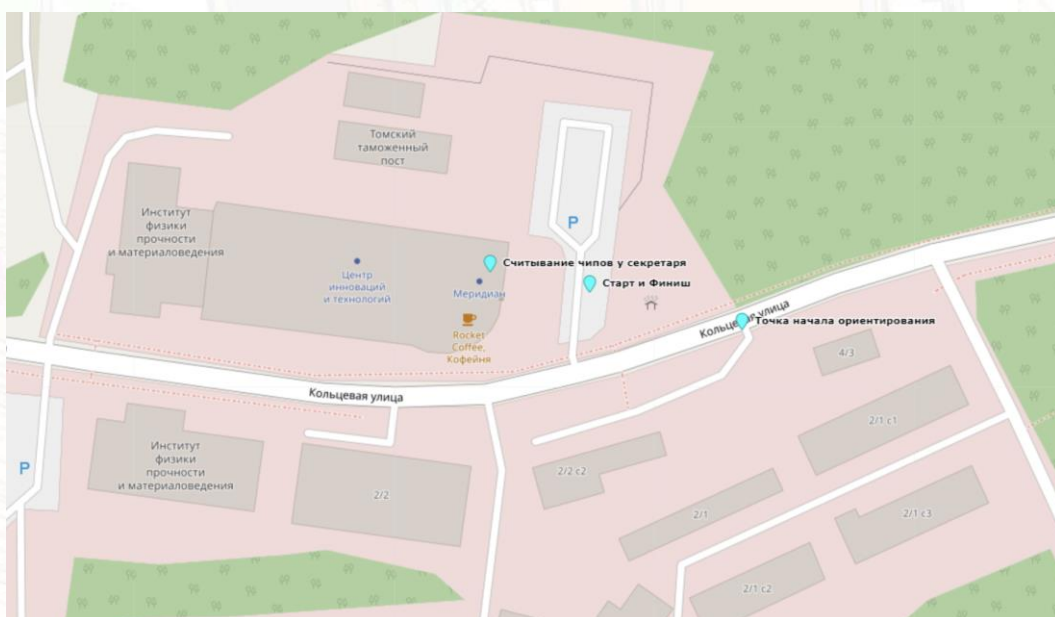 Томский
таможенный
пост
Институт
физики
прочности
и материаловедения
P
Считывание чипов у секретаря
Центр
инноваций
и технологий
Меридиан
Старт и Финиш
Rocket
Coffee,
Кофейня
Кольцевая улица
Точка начала ориентирования
4/3
Кольцевая улица
2/1 с1
Институт
физики
прочности
и материаловедения
P
2/2
2/2 с2
2/1
2/1 с3
2/1 с2